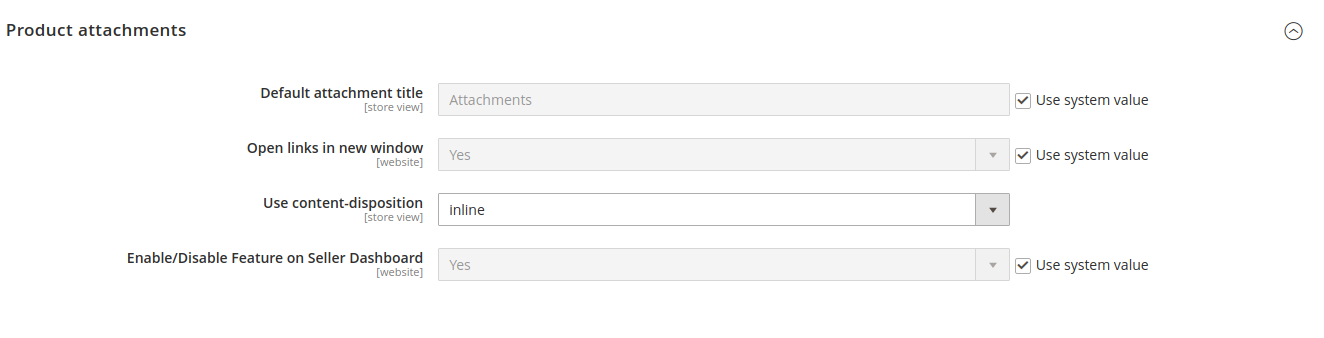 Product attachments
Default attachment title
[store view]
Attachments
Use system value
Open links in new window
[website]
Yes
Use system value
Use content-disposition
[store view]
inline
Enable/Disable Feature on Seller Dashboard
[website]
Yes
Use system value